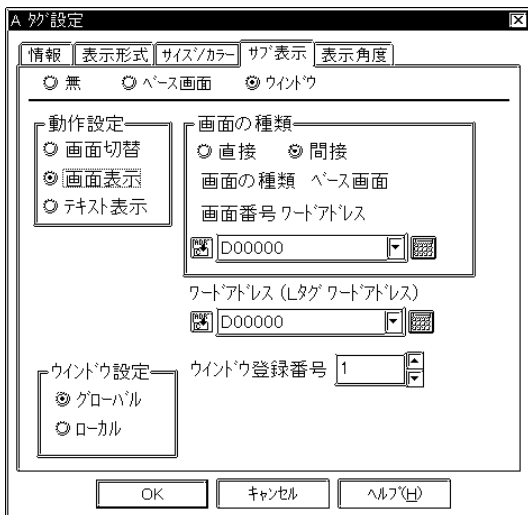 A ﾀｸﾞ設定
情報 表示形式 ｻｲｽﾞ/ｶﾗｰ ｻﾌﾞ表示 表示角度
無 ﾍﾞｰｽ画面 ｳｨﾝﾄﾞｳ
動作設定
画面切替
画面表示
ﾃｷｽﾄ表示
画面の種類
直接 間接
画面の種類 ﾍﾞｰｽ画面
画面番号 ﾜｰﾄﾞｱﾄﾞﾚｽ
D00000
ﾜｰﾄﾞｱﾄﾞﾚｽ (Lﾀｸﾞ ﾜｰﾄﾞｱﾄﾞﾚｽ)
D00000
ｳｲﾝﾄﾞｳ設定
ｸﾞﾛｰﾊﾞﾙ
ﾛｰｶﾙ
ｳｲﾝﾄﾞｳ登録番号 1
OK ｷｬﾝｾﾙ ﾍﾙﾌﾟ(H)